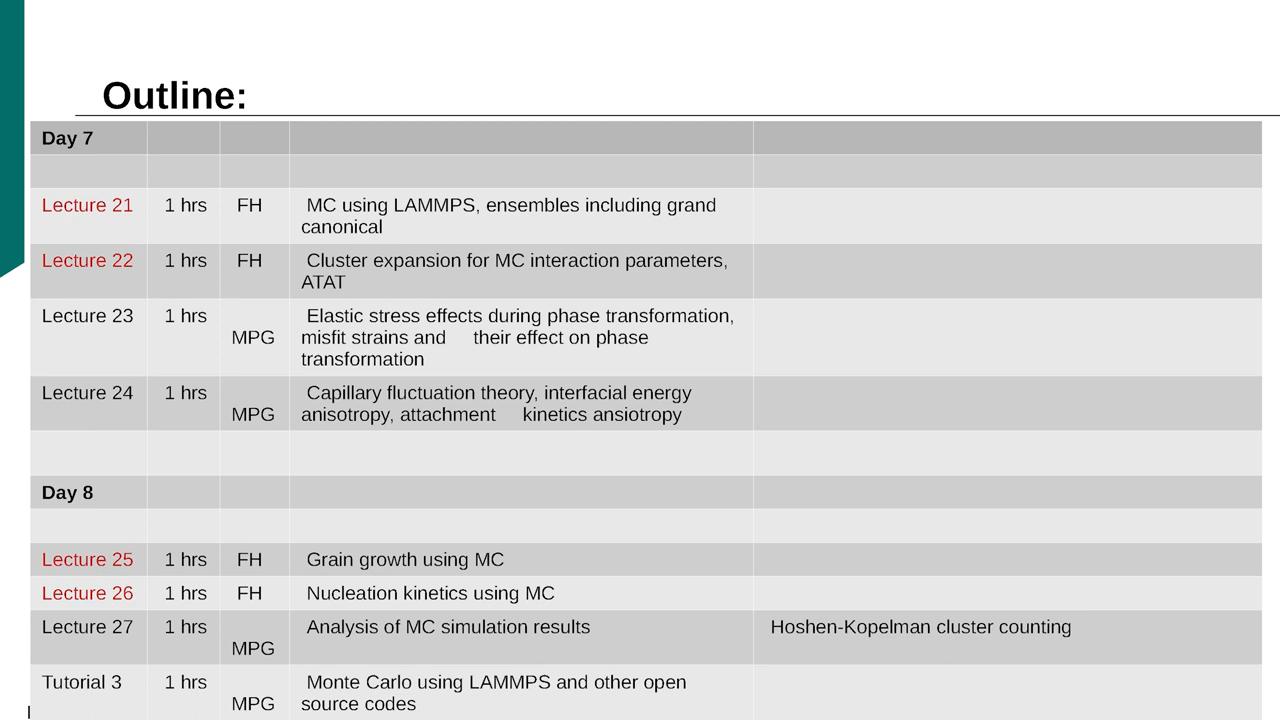 Outline:
Day 7
Lecture 21 1 hrs FH MC using LAMMPS, ensembles including grand
canonical
Lecture 22 1 hrs FH Cluster expansion for MC interaction parameters,
ATAT
Lecture 23 1 hrs Elastic stress effects during phase transformation,
MPG misfit strains and their effect on phase
transformation
Lecture 24 1 hrs Capillary fluctuation theory, interfacial energy
MPG anisotropy, attachment kinetics ansiotropy
Day 8
Lecture 25 1 hrs FH Grain growth using MC
Lecture 26 1 hrs FH Nucleation kinetics using MC
Lecture 27 1 hrs Analysis of MC simulation results Hoshen-Kopelman cluster counting
MPG
Tutorial 3 1 hrs Monte Carlo using LAMMPS and other open
MPG source codes